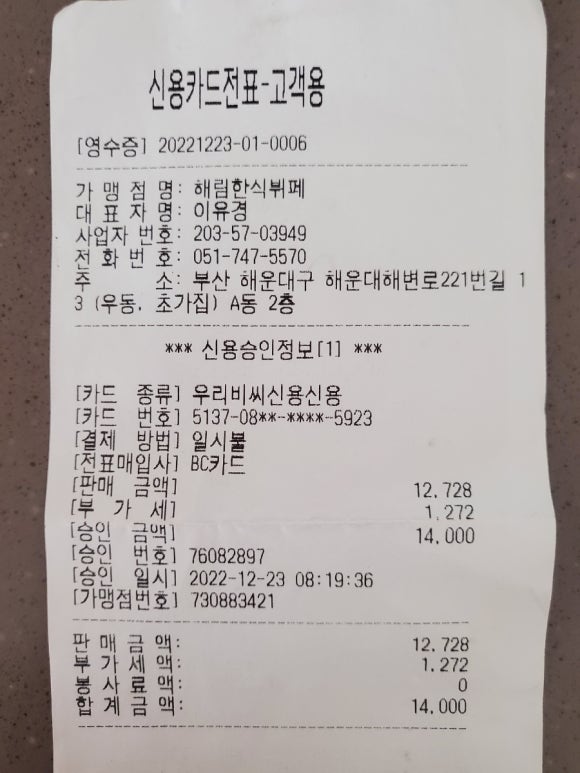 신용카드전표-고객용
[영수증] 20221223-01-0006
가 맹 점 명: 해림한식뷔페
대 표 자 명: 이유경
사업자 번호: 203-57-03949
전 화 번 호: 051-747-5570
주 소: 부산 해운대구 해운대해변로221번길 1
3 (우동, 초가집) A동 2층
*** 신용승인정보[1] ***
[카드 종류] 우리비씨신용신용
[카드 번호] 5137-08**-****-5923
[결제 방법] 일시불
[전표매입사] BC카드
[판매 금액] 12,728
[부 가 세] 1,272
[승인 금액] 14,000
[승인 번호] 76082897
[승인 일시] 2022-12-23 08:19:36
[가맹점번호] 730883421
판 매 금 액: 12,728
부 가 세 액: 1,272
봉 사 료 액: 0
합 계 금 액: 14,000